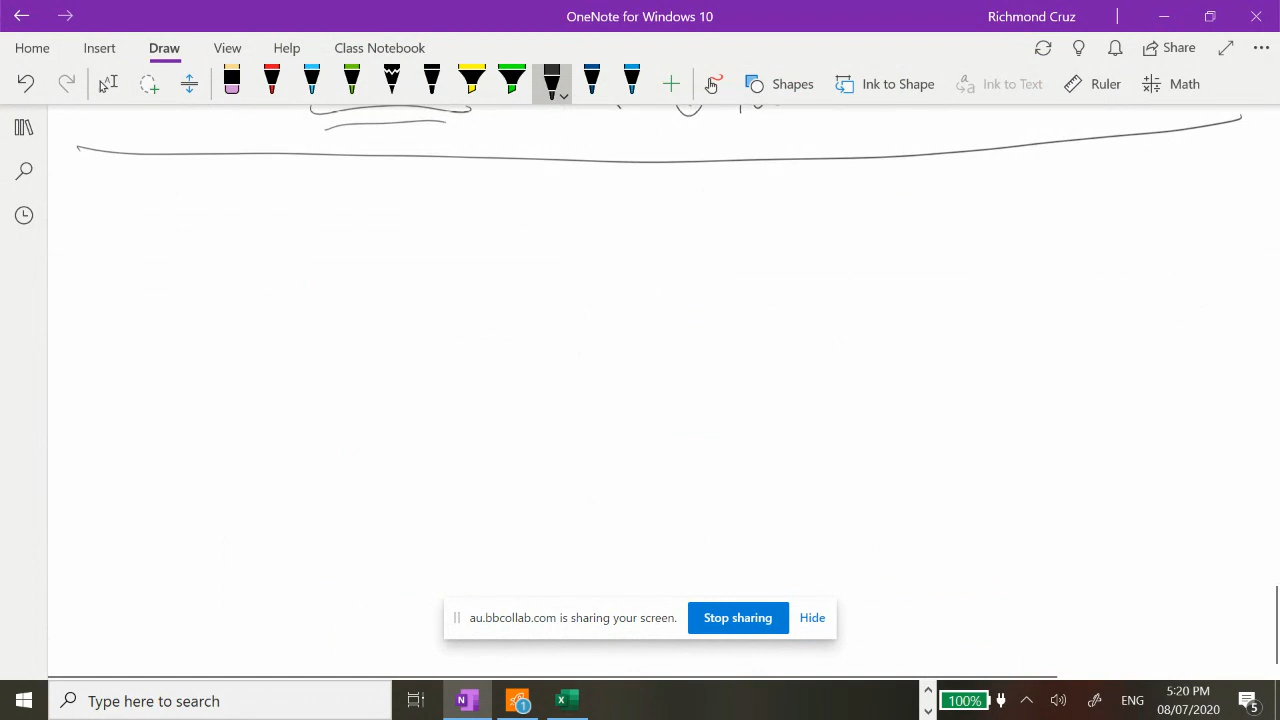 OneNote for Windows 10
Richmond Cruz
Home Insert Draw View Help Class Notebook Share
Shapes Ink to Shape Ink to Text Ruler Math
au.bbcollab.com is sharing your screen. Stop sharing Hide
Type here to search
N 1 X
100% ENG 5:20 PM
08/07/2020 5